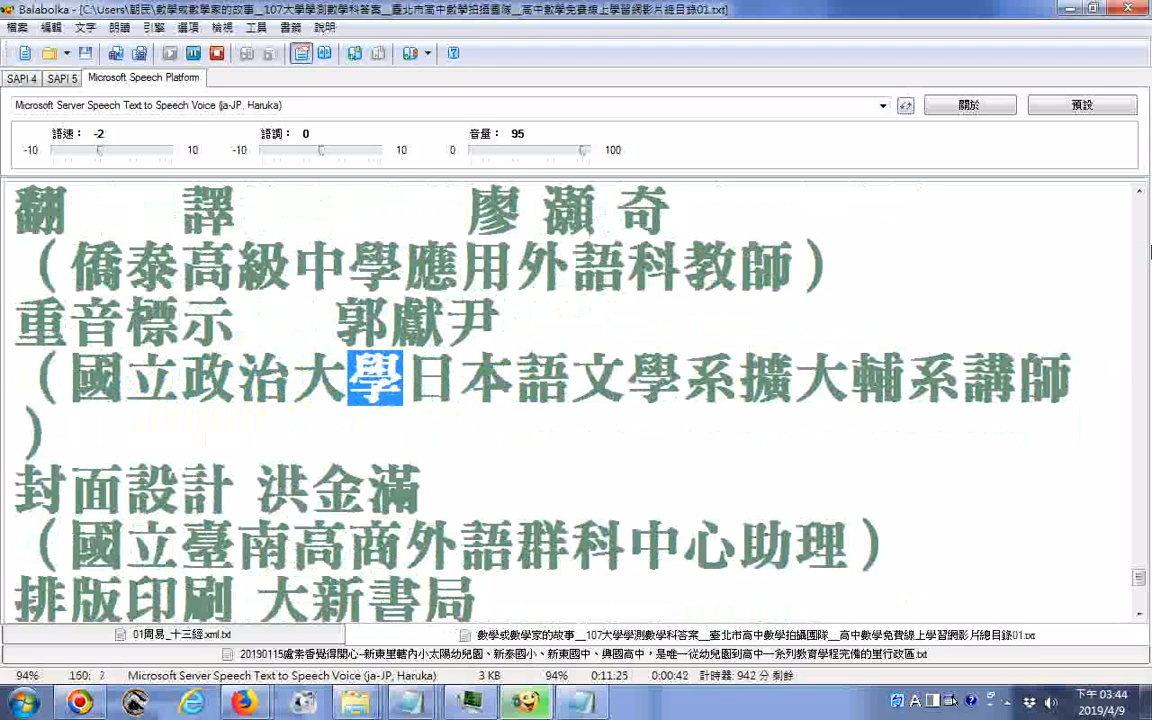 Balabolka - [C:\Users\朝民\數學或數學家的故事__107大學學測數學科答案__臺北市高中數學拍攝團隊__高中數學免費線上學習網影片總目錄01.txt]
檔案 編輯 文字 朗讀 引擎 選項 檢視 工具 書籤 說明
SAPI 4 SAPI 5 Microsoft Speech Platform
Microsoft Server Speech Text to Speech Voice (ja-JP, Haruka) 關於 預設
語速: -2 語調: 0 音量: 95
-10 10 -10 10 0 100
翻 譯 廖 灝 奇
(僑泰高級中學應用外語科教師)
重音標示 郭獻尹
(國立政治大學日本語文學系擴大輔系講師
)
封面設計 洪金滿
(國立臺南高商外語群科中心助理)
排版印刷 大新書局
01周易_十三經.xml.txt 數學或數學家的故事__107大學學測數學科答案__臺北市高中數學拍攝團隊__高中數學免費線上學習網影片總目錄01.txt
20190115盧素香覺得開心-新東里轄內小太陽幼兒園、新泰國小、新東國中、興國高中，是唯一從幼兒園到高中一系列教育學程完備的里行政區.txt
94% 150: 7 Microsoft Server Speech Text to Speech Voice (ja-JP, Haruka) 3 KB 94% 0:11:25 0:00:42 計時器: 942 分 剩餘
下午 03:44
2019/4/9